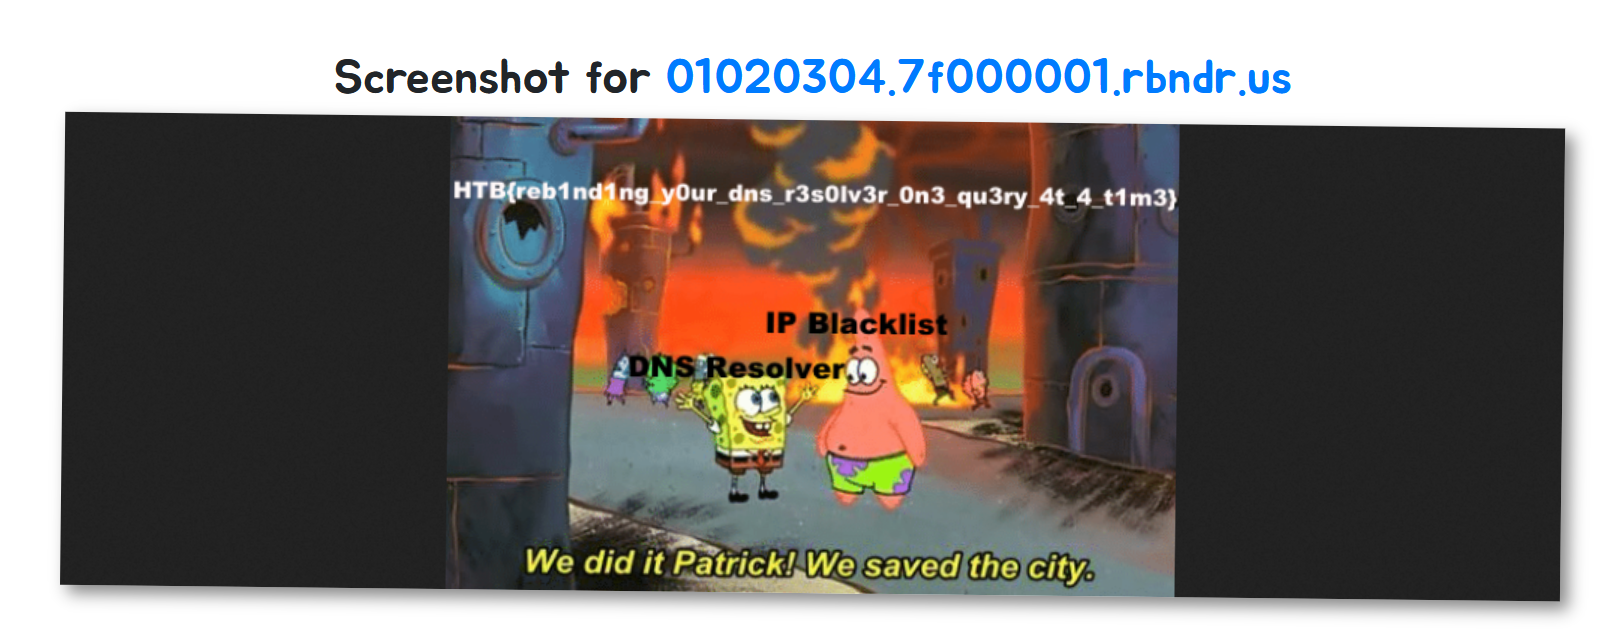 Screenshot for 01020304.7f000001.rbndr.us
HTB{reb1nd1ng_y0ur_dns_r3s0lv3r_0n3_qu3ry_4t_4_t1m3}
IP Blacklist
DNS Resolver
We did it Patrick! We saved the city.